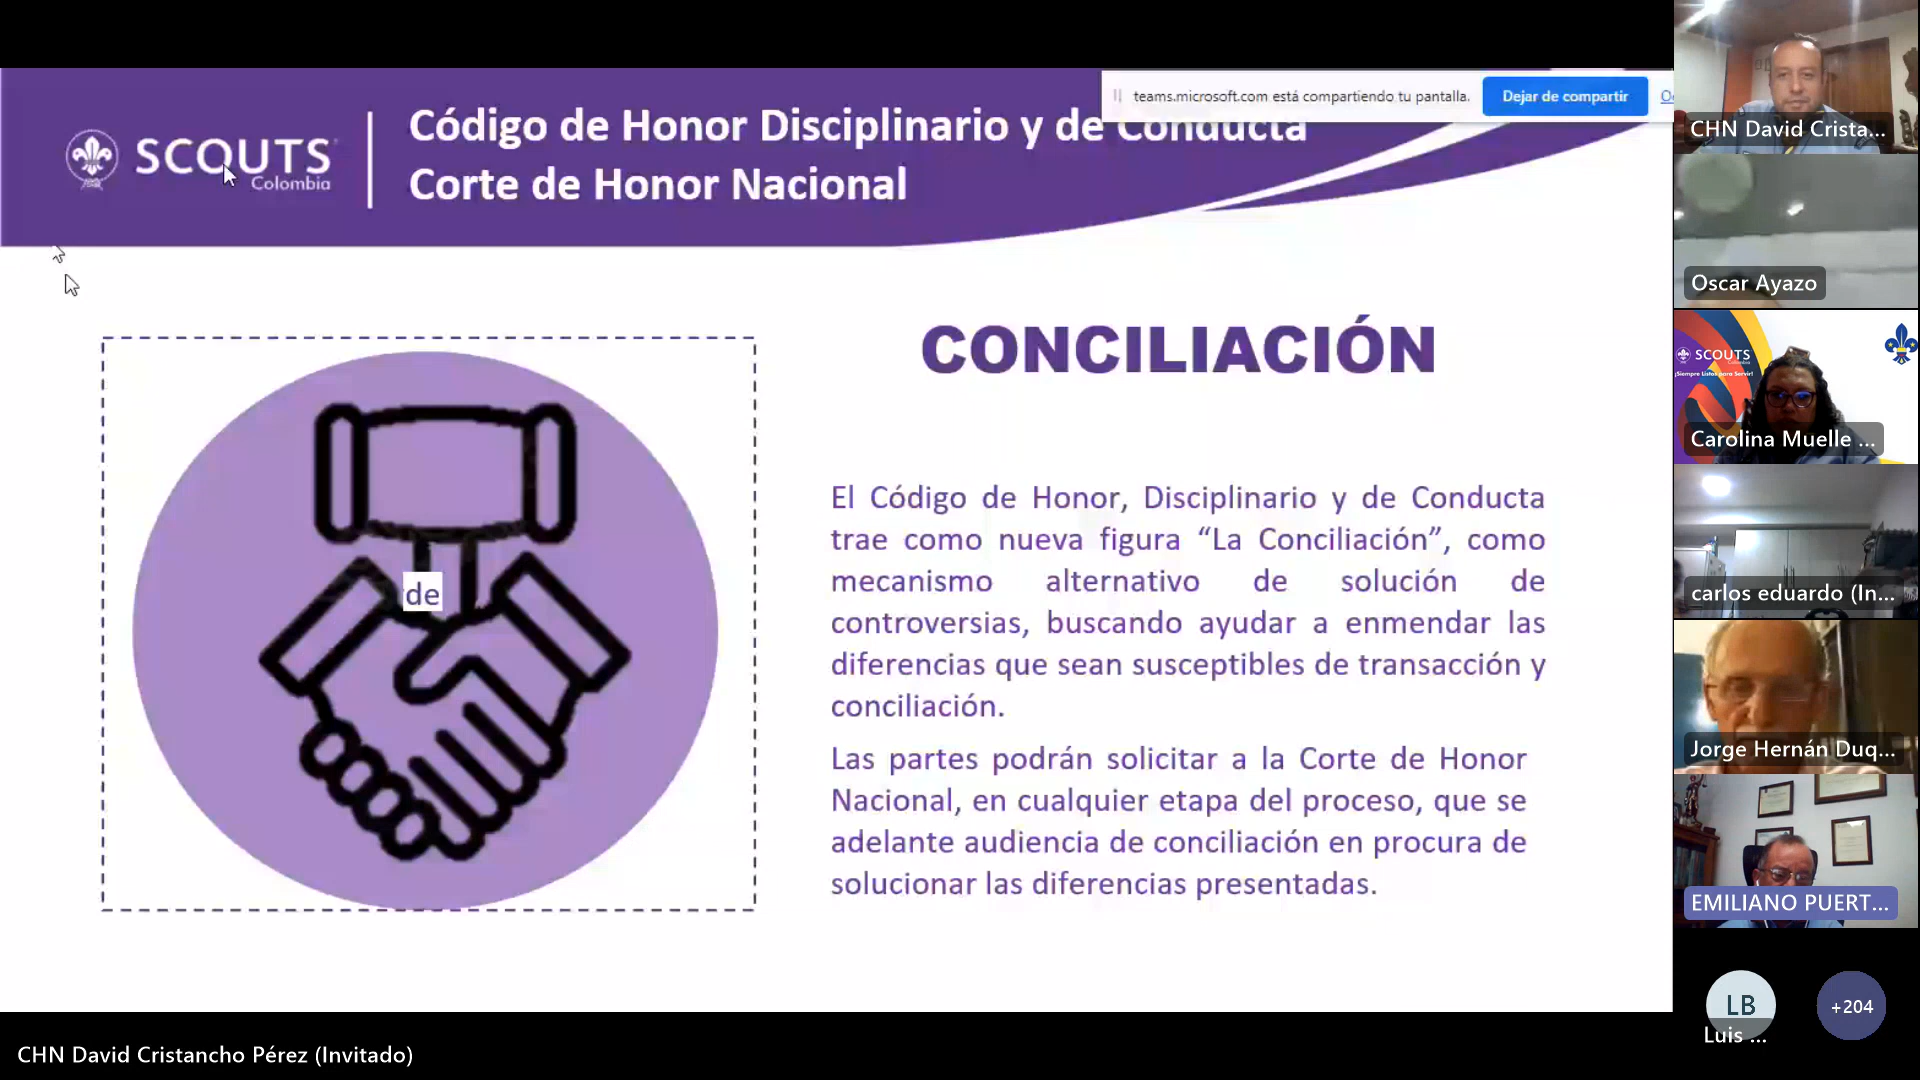 teams.microsoft.com está compartiendo tu pantalla.
Dejar de compartir
SCOUTS
Colombia
Código de Honor Disciplinario y de Conducta
Corte de Honor Nacional
CONCILIACIÓN
de
El Código de Honor, Disciplinario y de Conducta
trae como nueva figura “La Conciliación”, como
mecanismo alternativo de solución de
controversias, buscando ayudar a enmendar las
diferencias que sean susceptibles de transacción y
conciliación.
Las partes podrán solicitar a la Corte de Honor
Nacional, en cualquier etapa del proceso, que se
adelante audiencia de conciliación en procura de
solucionar las diferencias presentadas.
CHN David Crista...
Oscar Ayazo
SCOUTS
¡Siempre Listos para Servir!
Carolina Muelle ...
carlos eduardo (In...
Jorge Hernán Duq...
EMILIANO PUERT...
LB
Luis ...
+204
CHN David Cristancho Pérez (Invitado)